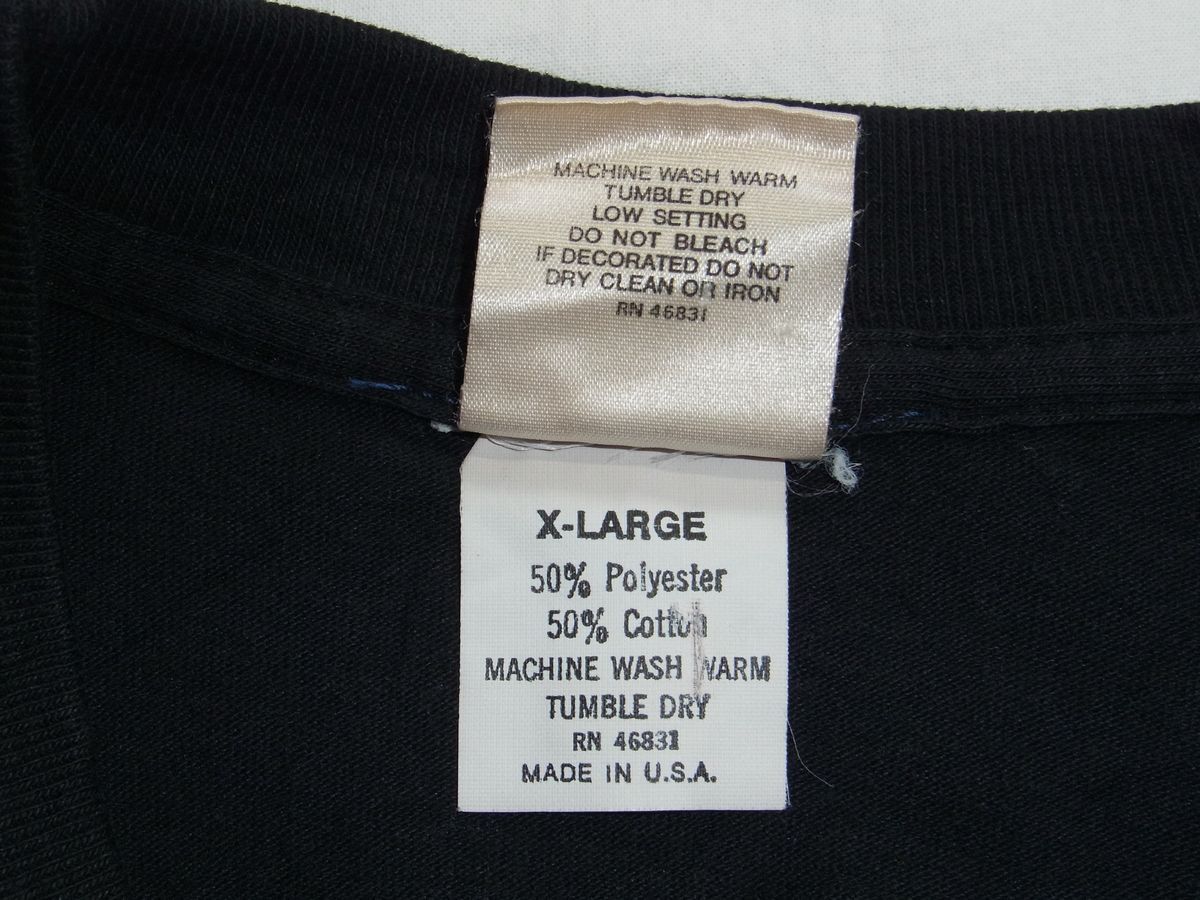 MACHINE WASH WARM
TUMBLE DRY
LOW SETTING
DO NOT BLEACH
IF DECORATED DO NOT
DRY CLEAN OR IRON
RN 46831
X-LARGE
50% Polyester
50% Cotton
MACHINE WASH WARM
TUMBLE DRY
RN 46831
MADE IN U.S.A.